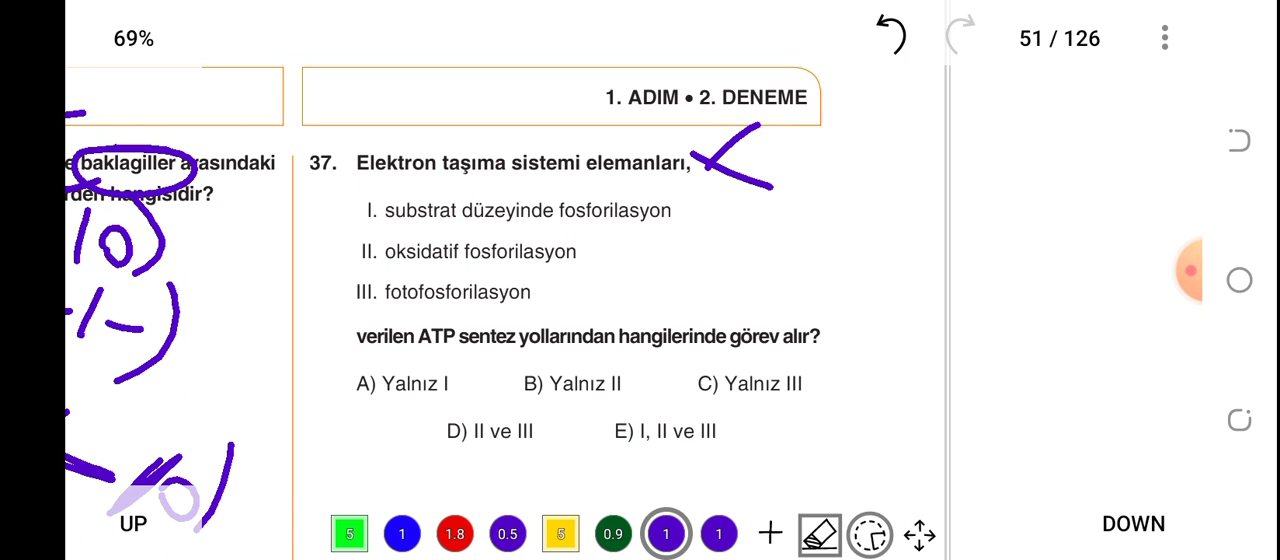 69%
51 / 126
1. ADIM • 2. DENEME
e baklagiller arasındaki
rden hangisidir?
37. Elektron taşıma sistemi elemanları,
I. substrat düzeyinde fosforilasyon
II. oksidatif fosforilasyon
III. fotofosforilasyon
verilen ATP sentez yollarından hangilerinde görev alır?
A) Yalnız I B) Yalnız II C) Yalnız III
D) II ve III E) I, II ve III
UP
5 1 1.8 0.5 5 0.9 1 1
DOWN